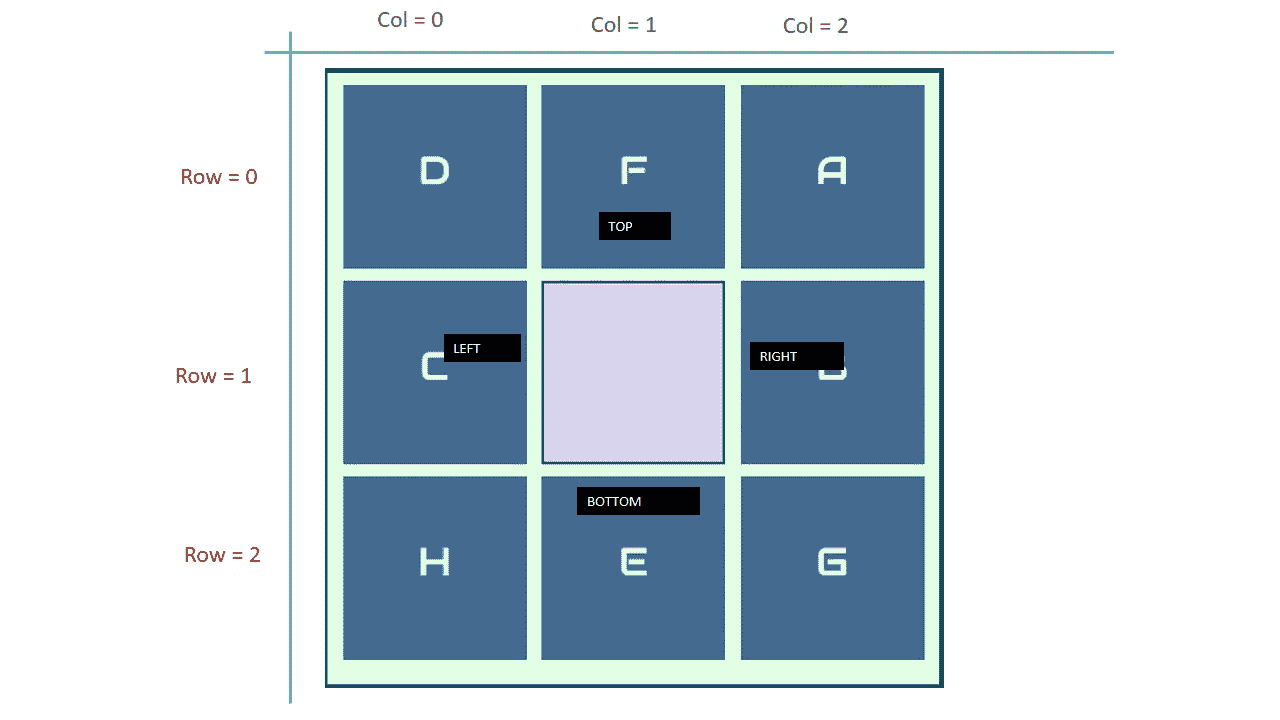 Col = 0
Col = 1
Col = 2
Row = 0
D
F
A
TOP
Row = 1
C
LEFT
RIGHT
BOTTOM
Row = 2
H
E
G